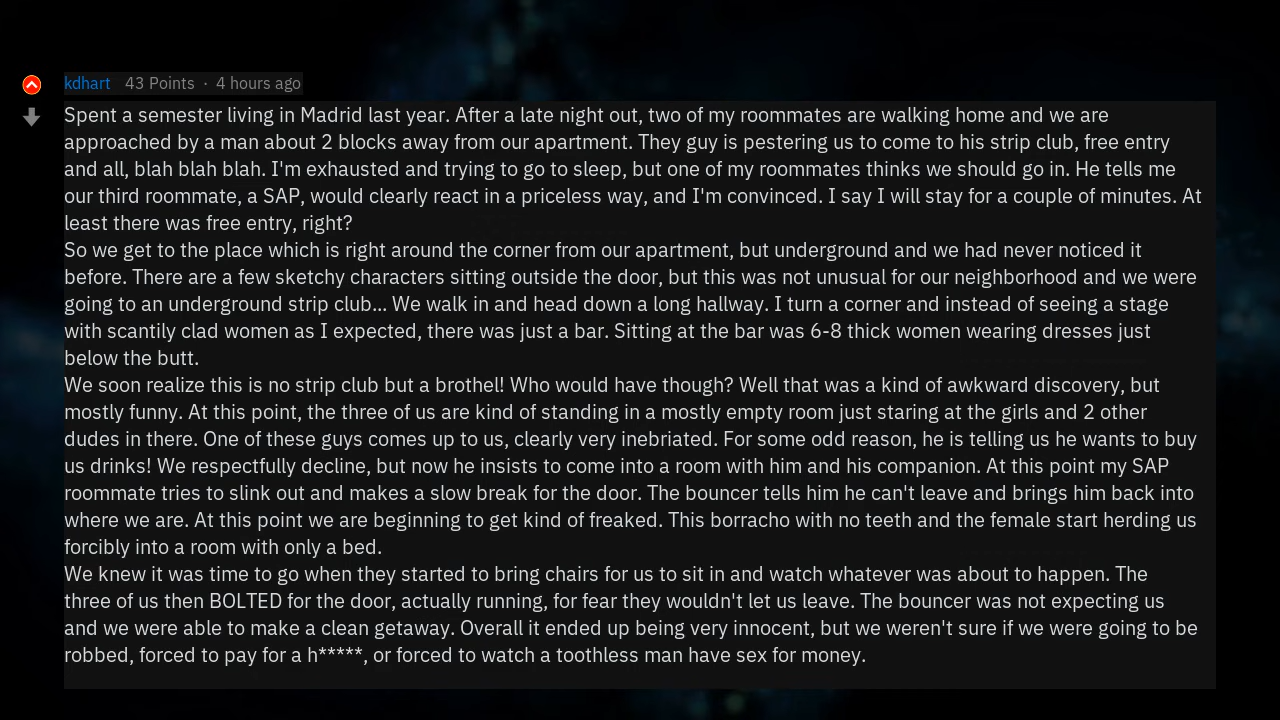 kdhart 43 Points · 4 hours ago
Spent a semester living in Madrid last year. After a late night out, two of my roommates are walking home and we are
approached by a man about 2 blocks away from our apartment. They guy is pestering us to come to his strip club, free entry
and all, blah blah blah. I'm exhausted and trying to go to sleep, but one of my roommates thinks we should go in. He tells me
our third roommate, a SAP, would clearly react in a priceless way, and I'm convinced. I say I will stay for a couple of minutes. At
least there was free entry, right?
So we get to the place which is right around the corner from our apartment, but underground and we had never noticed it
before. There are a few sketchy characters sitting outside the door, but this was not unusual for our neighborhood and we were
going to an underground strip club... We walk in and head down a long hallway. I turn a corner and instead of seeing a stage
with scantily clad women as I expected, there was just a bar. Sitting at the bar was 6-8 thick women wearing dresses just
below the butt.
We soon realize this is no strip club but a brothel! Who would have though? Well that was a kind of awkward discovery, but
mostly funny. At this point, the three of us are kind of standing in a mostly empty room just staring at the girls and 2 other
dudes in there. One of these guys comes up to us, clearly very inebriated. For some odd reason, he is telling us he wants to buy
us drinks! We respectfully decline, but now he insists to come into a room with him and his companion. At this point my SAP
roommate tries to slink out and makes a slow break for the door. The bouncer tells him he can't leave and brings him back into
where we are. At this point we are beginning to get kind of freaked. This borracho with no teeth and the female start herding us
forcibly into a room with only a bed.
We knew it was time to go when they started to bring chairs for us to sit in and watch whatever was about to happen. The
three of us then BOLTED for the door, actually running, for fear they wouldn't let us leave. The bouncer was not expecting us
and we were able to make a clean getaway. Overall it ended up being very innocent, but we weren't sure if we were going to be
robbed, forced to pay for a h*****, or forced to watch a toothless man have sex for money.